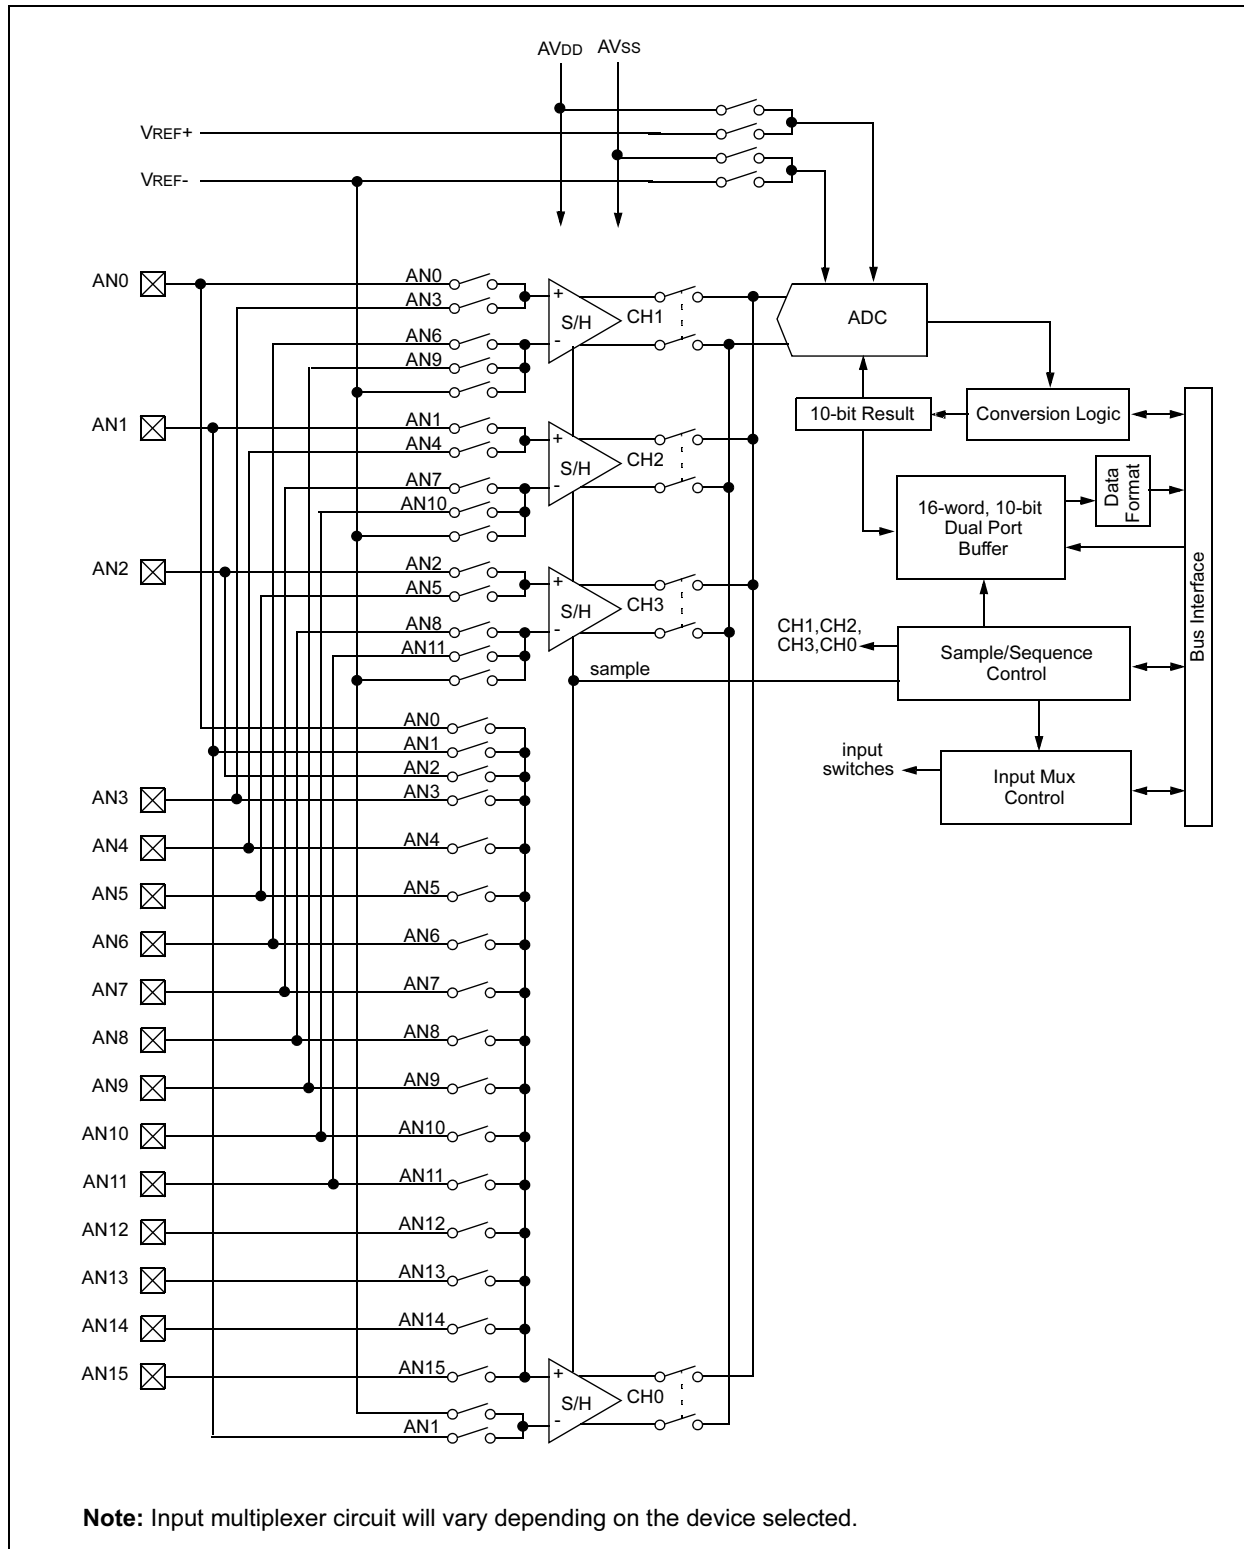 AVDD AVSS
VREF+
VREF-
AN0
AN0
AN3
+
S/H
-
CH1
ADC
AN6
AN9
10-bit Result
Conversion Logic
AN1
AN1
AN4
+
S/H
-
CH2
AN7
AN10
16-word, 10-bit
Dual Port
Buffer
Data
Format
Bus Interface
AN2
AN2
AN5
+
S/H
-
CH3
AN8
AN11
CH1,CH2,
CH3,CH0
Sample/Sequence
Control
sample
AN0
AN1
AN2
AN3
AN3
input
switches
Input Mux
Control
AN4
AN4
AN5
AN5
AN6
AN6
AN7
AN7
AN8
AN8
AN9
AN9
AN10
AN10
AN11
AN11
AN12
AN12
AN13
AN13
AN14
AN14
AN15
AN15
+
S/H
-
CH0
AN1
Note: Input multiplexer circuit will vary depending on the device selected.